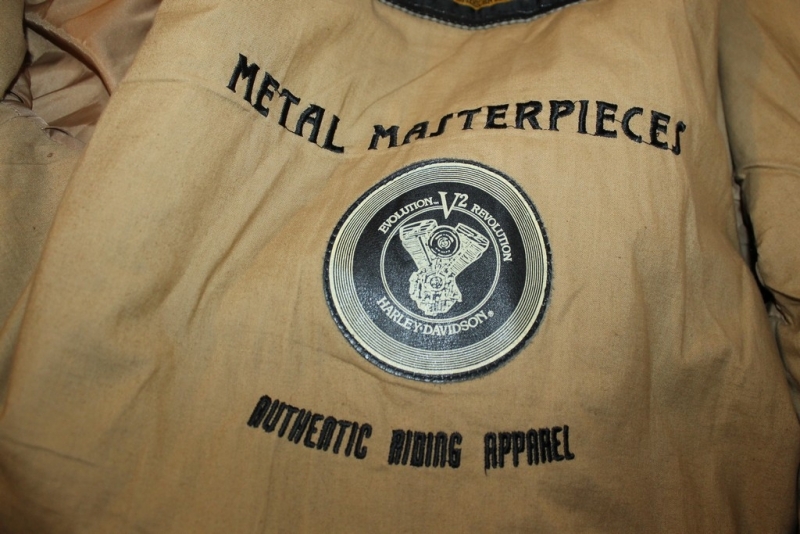 METAL MASTERPIECES
EVOLUTION V2 REVOLUTION
HARLEY-DAVIDSON®
AUTHENTIC RIDING APPAREL